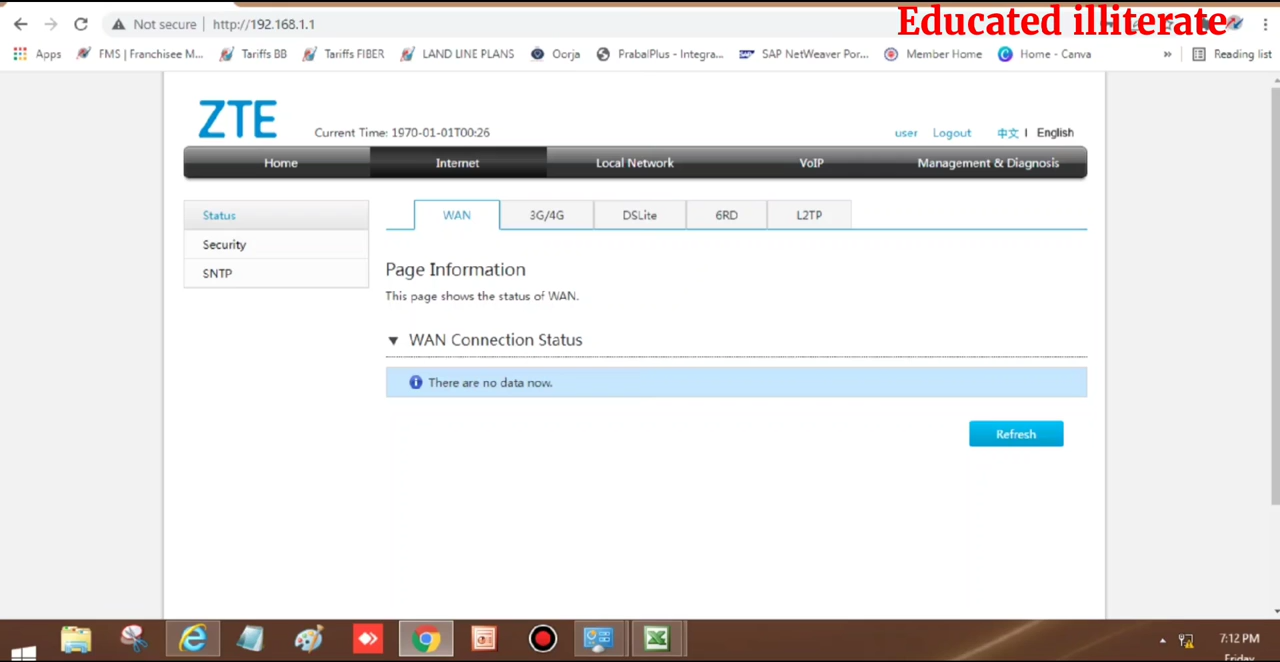 Educated illiterate
Not secure | http://192.168.1.1
Apps FMS | Franchisee M... Tariffs BB Tariffs FIBER LAND LINE PLANS Oorja PrabalPlus - Integra... SAP SAP NetWeaver Por... Member Home Home - Canva » Reading list
ZTE
Current Time: 1970-01-01T00:26
user Logout 中文 | English
Home Internet Local Network VoIP Management & Diagnosis
Status
Security
SNTP
WAN 3G/4G DSLite 6RD L2TP
Page Information
This page shows the status of WAN.
WAN Connection Status
There are no data now.
Refresh
7:12 PM
Friday